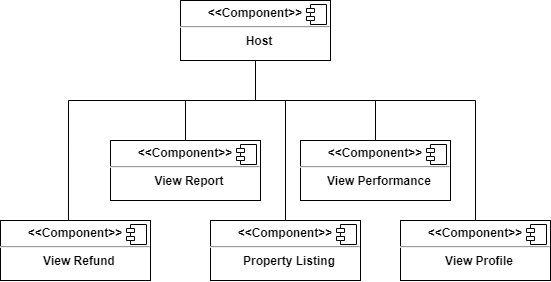 <<Component>>
Host
<<Component>>
View Report
<<Component>>
View Performance
<<Component>>
View Refund
<<Component>>
Property Listing
<<Component>>
View Profile